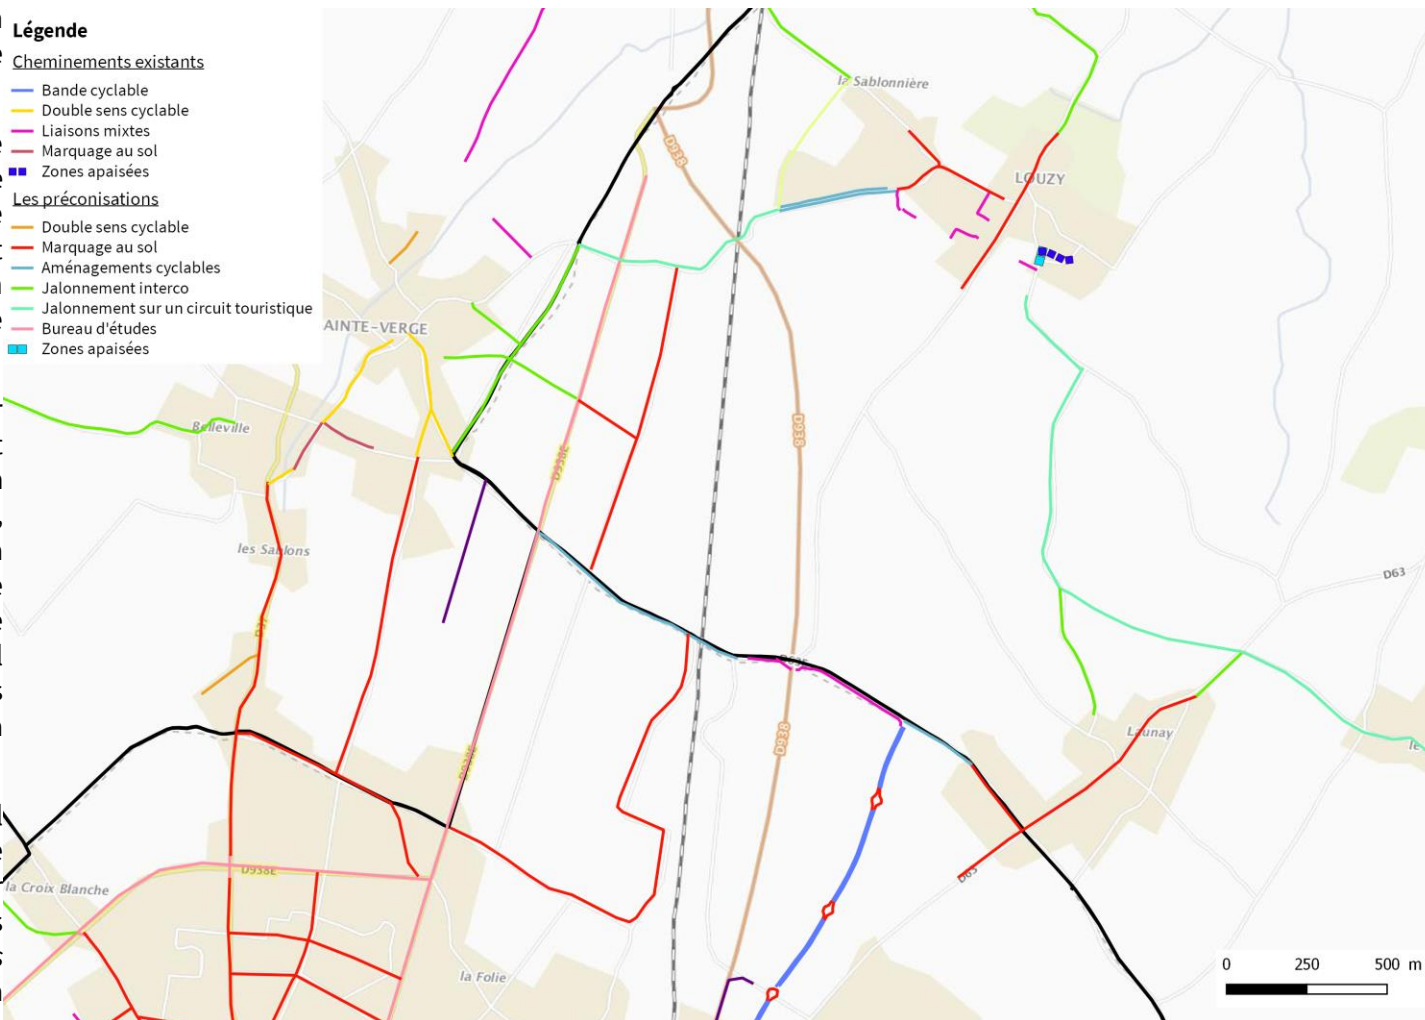 Légende
Cheminements existants
Bande cyclable
Double sens cyclable
Liaisons mixtes
Marquage au sol
Zones apaisées
Les préconisations
Double sens cyclable
Marquage au sol
Aménagements cyclables
Jalonnement interco
Jalonnement sur un circuit touristique
Bureau d'études
Zones apaisées
la Sablonnière
D938
LOUZY
AINTE-VERGE
Belleville
D938
D938E
les Sablons
D63
D938
Launay
le
D938E
D938E
la Croix Blanche
D63
la Folie
0 250 500 m